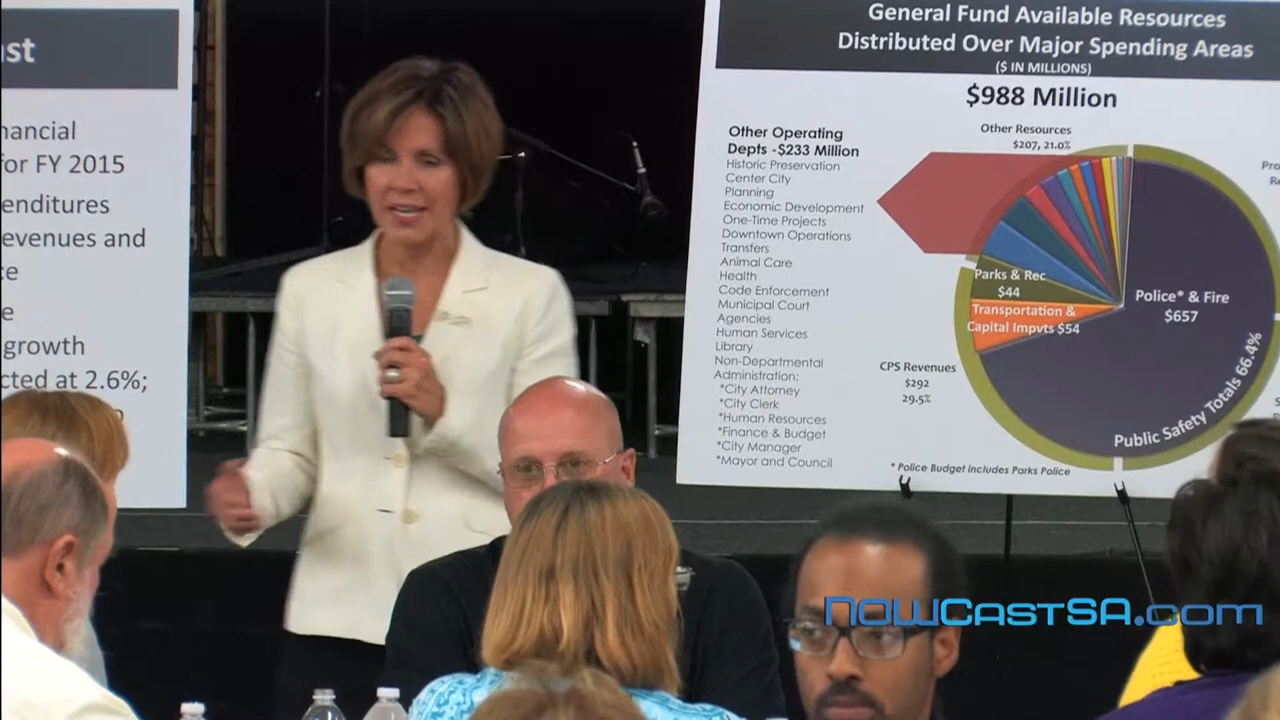 ast
nancial
for FY 2015
enditures
evenues and
ce
e
growth
cted at 2.6%;
General Fund Available Resources
Distributed Over Major Spending Areas
($ IN MILLIONS)
$988 Million
Other Operating
Depts -$233 Million
Historic Preservation
Center City
Planning
Economic Development
One-Time Projects
Downtown Operations
Transfers
Animal Care
Health
Code Enforcement
Municipal Court
Agencies
Human Services
Library
Non-Departmental
Administration:
*City Attorney
*City Clerk
*Human Resources
*Finance & Budget
*City Manager
*Mayor and Council
Other Resources
$207, 21.0%
Parks & Rec
$44
Transportation &
Capital Impvts $54
Police* & Fire
$657
CPS Revenues
$292
29.5%
Public Safety Totals 66.4%
* Police Budget includes Parks Police
Pro
Re
NOWCASTSA.com